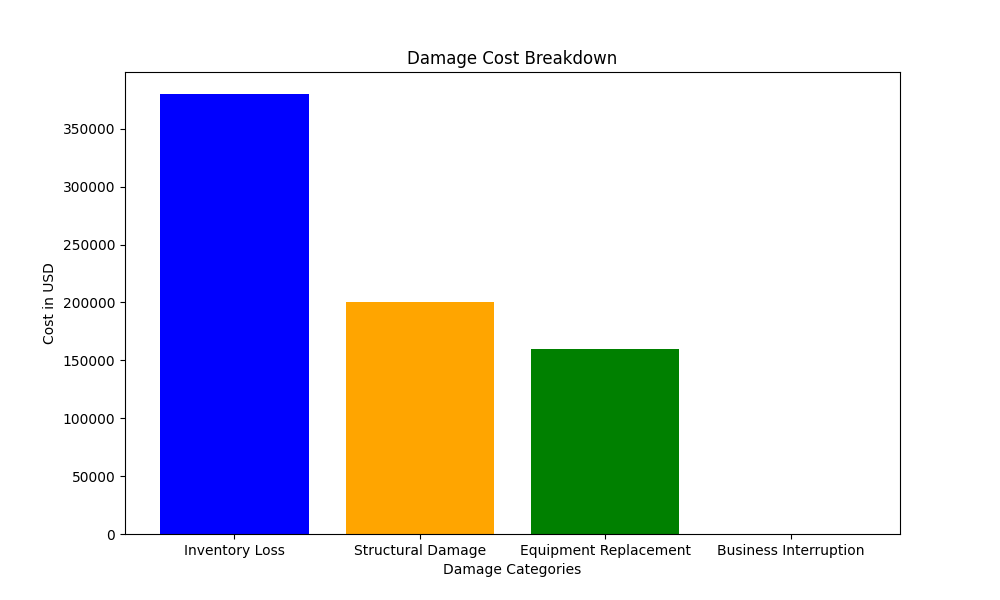 Damage Cost Breakdown
Cost in USD
350000
300000
250000
200000
150000
100000
50000
0
Inventory Loss Structural Damage Equipment Replacement Business Interruption
Damage Categories